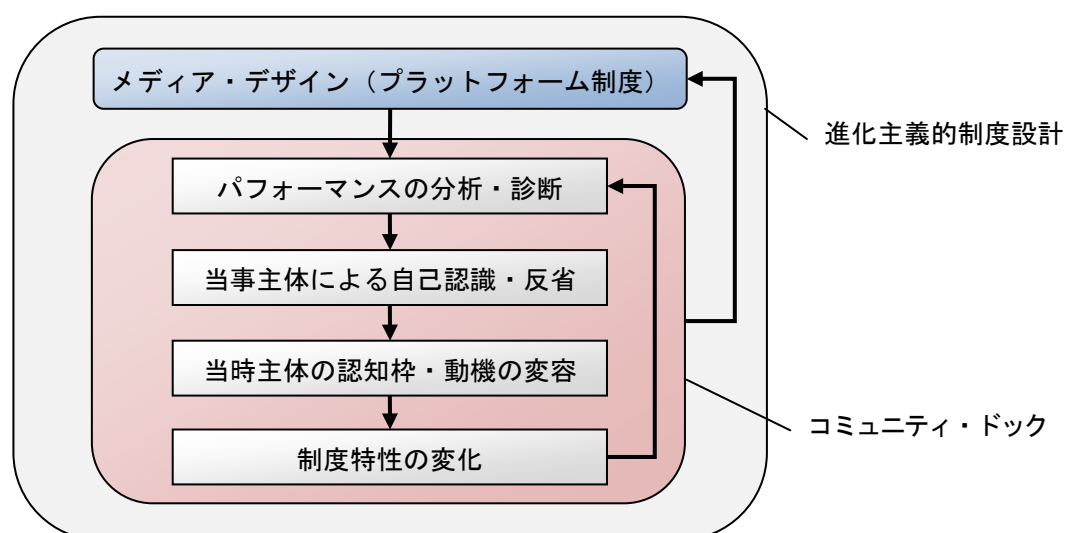 メディア・デザイン（プラットフォーム制度）
進化主義的制度設計
パフォーマンスの分析・診断
当事主体による自己認識・反省
当時主体の認知枠・動機の変容
コミュニティ・ドック
制度特性の変化